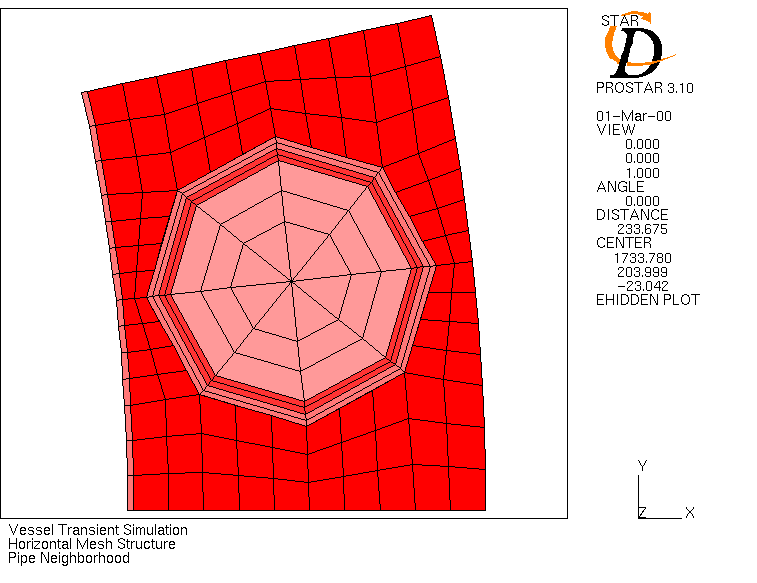 STAR
CD
PROSTAR 3.10
01-Mar-00
VIEW
0.000
0.000
1.000
ANGLE
0.000
DISTANCE
233.675
CENTER
1733.780
203.999
-23.042
EHIDDEN PLOT
Y
Z X
Vessel Transient Simulation
Horizontal Mesh Structure
Pipe Neighborhood